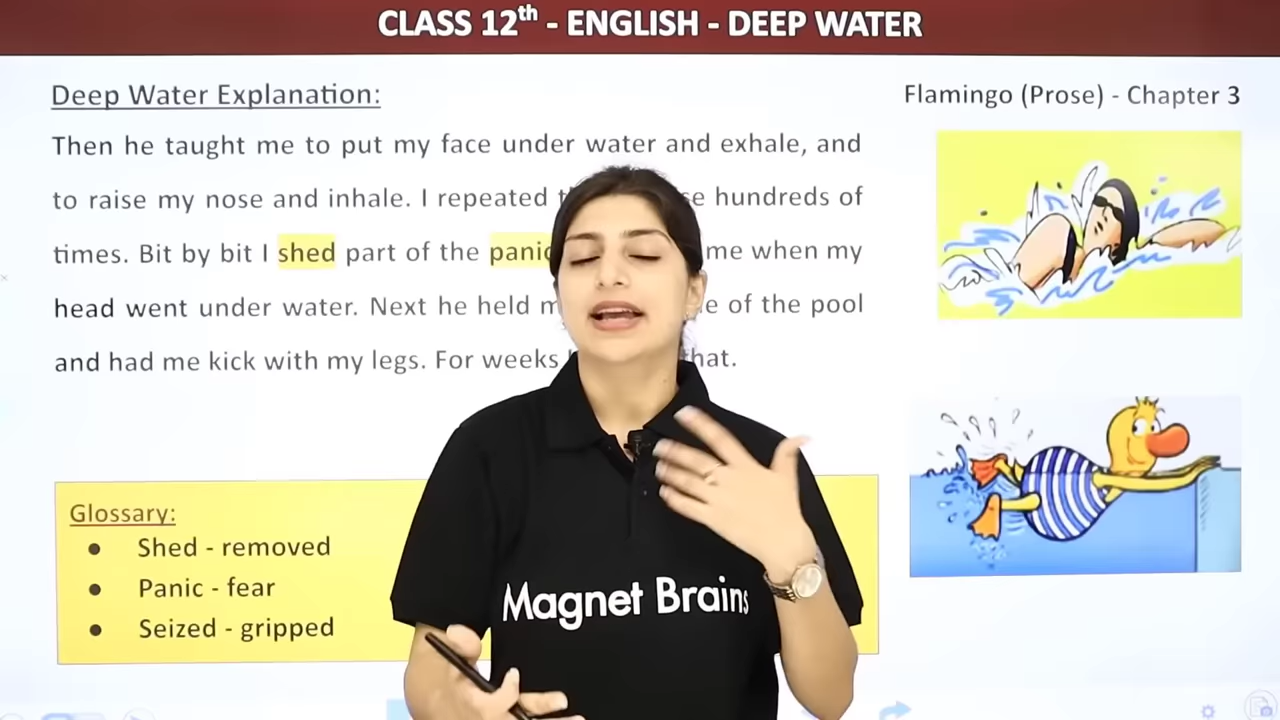 CLASS 12th - ENGLISH - DEEP WATER
Deep Water Explanation:
Flamingo (Prose) - Chapter 3
Then he taught me to put my face under water and exhale, and
to raise my nose and inhale. I repeated hundreds of
times. Bit by bit I shed part of the panic me when my
head went under water. Next he held of the pool
and had me kick with my legs. For weeks that.
Glossary:
● Shed - removed
● Panic - fear
● Seized - gripped
Magnet Brains